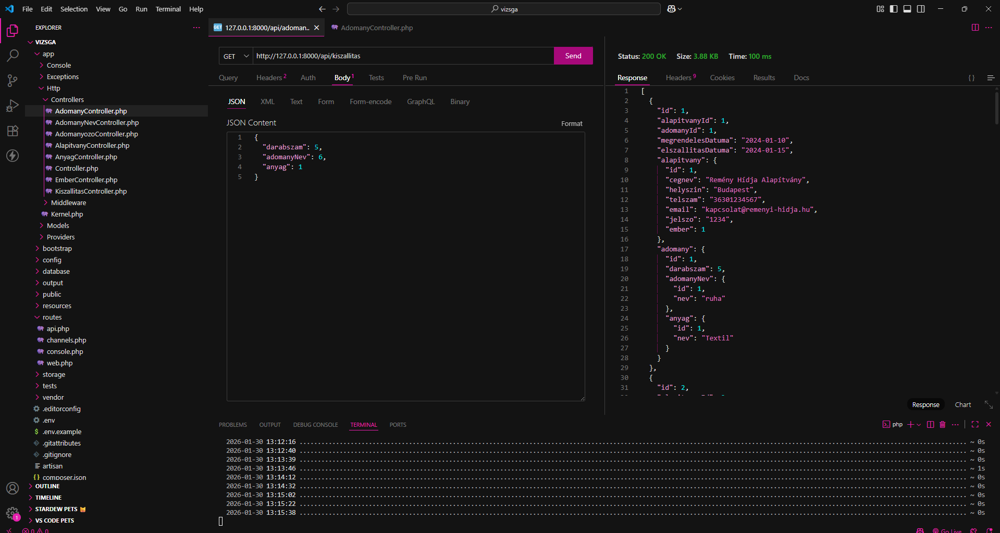 File Edit Selection View Go Run Terminal Help
vizsga
EXPLORER
VIZSGA
app
Console
Exceptions
Http
Controllers
AdomanyController.php
AdomanyNevController.php
AdomanyozoController.php
AlapitvanyController.php
AnyagController.php
Controller.php
EmberController.php
KiszallitasController.php
Middleware
Kernel.php
Models
Providers
bootstrap
config
database
output
public
resources
routes
api.php
channels.php
console.php
web.php
storage
tests
vendor
.editorconfig
.env
.env.example
.gitattributes
.gitignore
artisan
composer.json
OUTLINE
TIMELINE
STARDEW PETS
VS CODE PETS
1
0 0
GET 127.0.0.1:8000/api/adoman..
AdomanyController.php
GET http://127.0.0.1:8000/api/kiszallitas Send
Query Headers 2 Auth Body 1 Tests Pre Run
JSON XML Text Form Form-encode GraphQL Binary
JSON Content Format
1 {
2 "darabszam": 5,
3 "adomanyNev": 6,
4 "anyag": 1
5 }
Status: 200 OK Size: 3.88 KB Time: 100 ms
Response Headers 9 Cookies Results Docs {}
1 [
2 {
3 "id": 1,
4 "alapitvanyId": 1,
5 "adomanyId": 1,
6 "megrendelesDatuma": "2024-01-10",
7 "elszallitasDatuma": "2024-01-15",
8 "alapitvany": {
9 "id": 1,
10 "cegnev": "Remény Hídja Alapítvány",
11 "helyszin": "Budapest",
12 "telszam": "36301234567",
13 "email": "kapcsolat@remenyi-hidja.hu",
14 "jelszo": "1234",
15 "ember": 1
16 },
17 "adomany": {
18 "id": 1,
19 "darabszam": 5,
20 "adomanyNev": {
21 "id": 1,
22 "nev": "ruha"
23 },
24 "anyag": {
25 "id": 1,
26 "nev": "Textil"
27 }
28 }
29 },
30 {
31 "id": 2,
Response Chart
PROBLEMS OUTPUT DEBUG CONSOLE TERMINAL PORTS
php
2026-01-30 13:12:16 ~ 0s
2026-01-30 13:12:40 ~ 0s
2026-01-30 13:13:39 ~ 0s
2026-01-30 13:13:46 ~ 1s
2026-01-30 13:14:12 ~ 0s
2026-01-30 13:14:32 ~ 0s
2026-01-30 13:15:02 ~ 0s
2026-01-30 13:15:22 ~ 0s
2026-01-30 13:15:38 ~ 0s
Go Live